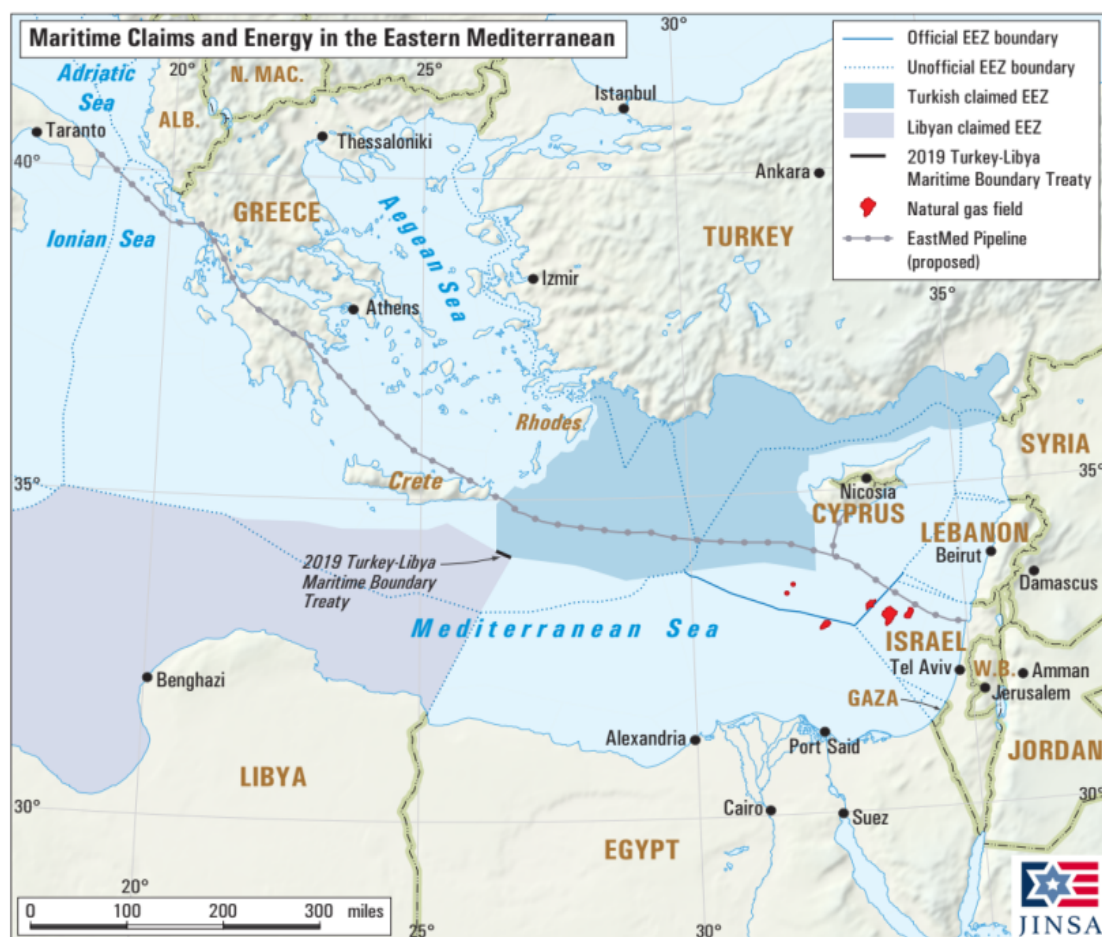 Maritime Claims and Energy in the Eastern Mediterranean
30°
Official EEZ boundary
Unofficial EEZ boundary
Turkish claimed EEZ
Libyan claimed EEZ
2019 Turkey-Libya
Maritime Boundary Treaty
Natural gas field
EastMed Pipeline
(proposed)
Adriatic
Sea
20°
N. MAC.
25°
ALB.
Istanbul
Taranto
Thessaloniki
40°
Ankara
GREECE
Aegean Sea
Ionian Sea
TURKEY
Izmir
35°
Athens
Rhodes
SYRIA
35°
Crete
35°
Nicosia
CYPRUS
LEBANON
Beirut
2019 Turkey-Libya
Maritime Boundary
Treaty
Damascus
Mediterranean Sea
ISRAEL
Tel Aviv
W.B.
Amman
Benghazi
Jerusalem
GAZA
Alexandria
Port Said
JORDAN
LIBYA
30°
30°
Cairo
Suez
EGYPT
20°
0 100 200 300 miles
25°
30°
JINSA